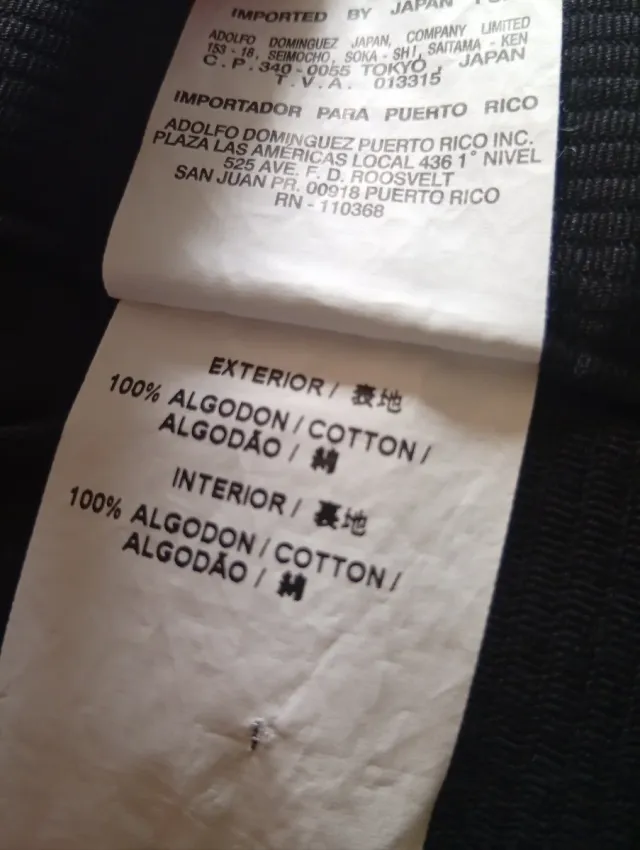 IMPORTED BY JAPAN
ADOLFO DOMINGUEZ JAPAN, COMPANY LIMITED
153 - 18, SEIMOCHO, SOKA - SHI, SAITAMA - KEN
C.P. 340-0055 TOKYO, JAPAN
T.V.A. 013315
IMPORTADOR PARA PUERTO RICO
ADOLFO DOMINGUEZ PUERTO RICO INC.
PLAZA LAS AMERICAS LOCAL 436 1° NIVEL
525 AVE. F. D. ROOSVELT
SAN JUAN PR. 00918 PUERTO RICO
RN - 110368
EXTERIOR / 表地
100% ALGODON / COTTON /
ALGODÃO / 綿
INTERIOR / 裏地
100% ALGODON / COTTON /
ALGODÃO / 綿